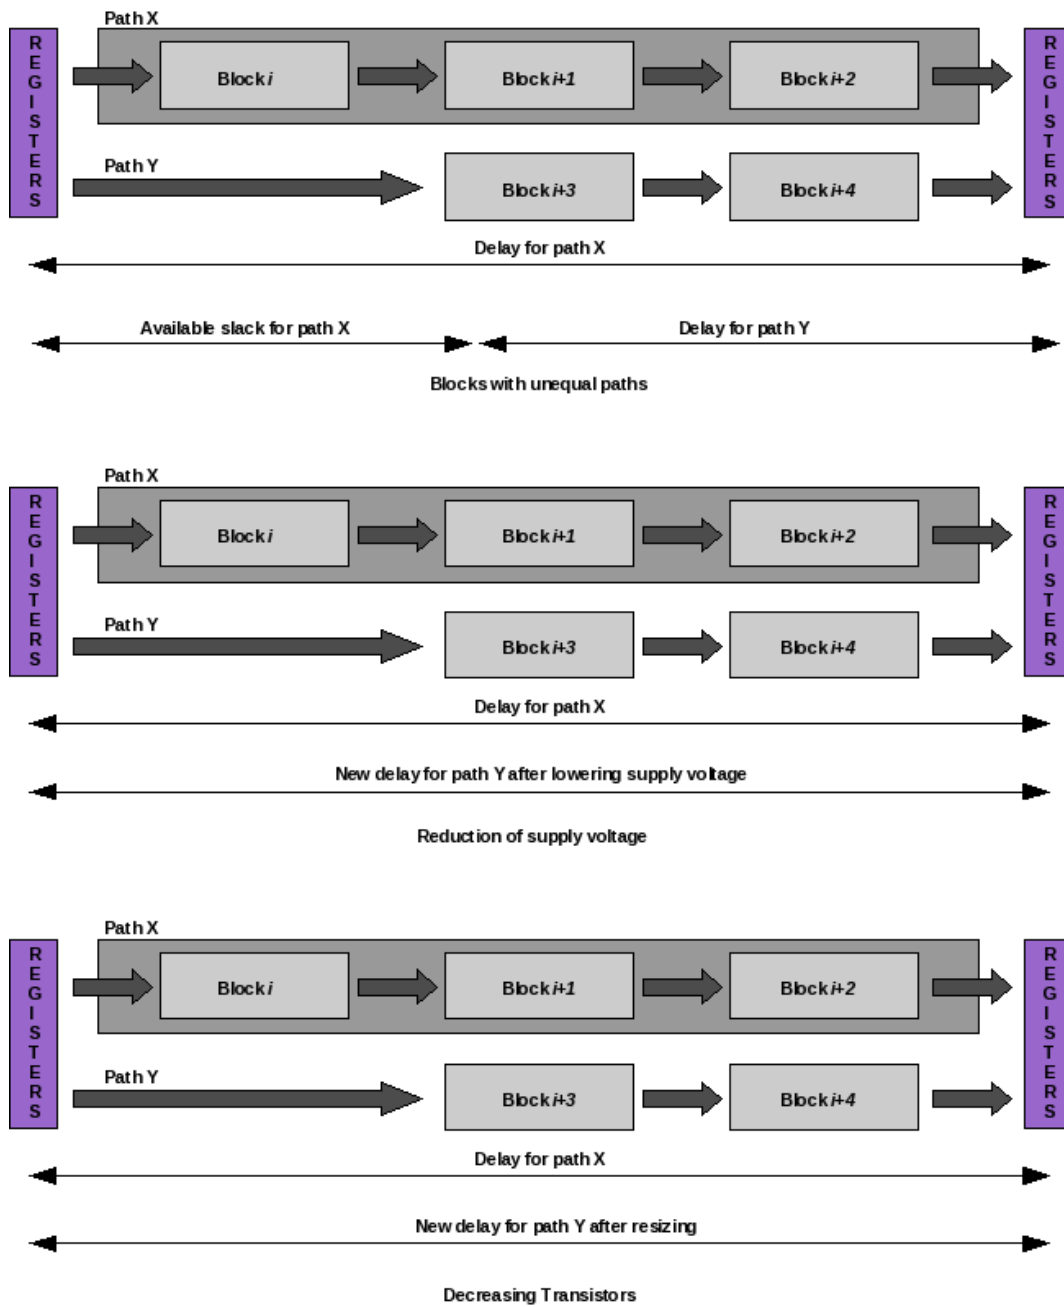 Path X
REGISTERS
Block i
Block i+1
Block i+2
REGISTERS
Path Y
Block i+3
Block i+4
Delay for path X
Available slack for path X
Delay for path Y
Blocks with unequal paths
Path X
REGISTERS
Block i
Block i+1
Block i+2
REGISTERS
Path Y
Block i+3
Block i+4
Delay for path X
New delay for path Y after lowering supply voltage
Reduction of supply voltage
Path X
REGISTERS
Block i
Block i+1
Block i+2
REGISTERS
Path Y
Block i+3
Block i+4
Delay for path X
New delay for path Y after resizing
Decreasing Transistors